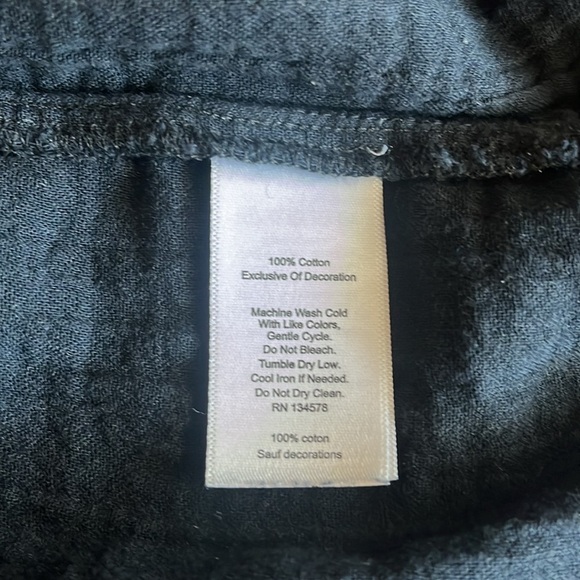 100% Cotton
Exclusive Of Decoration
Machine Wash Cold
With Like Colors,
Gentle Cycle.
Do Not Bleach.
Tumble Dry Low.
Cool Iron If Needed.
Do Not Dry Clean.
RN 134578
100% coton
Sauf decorations